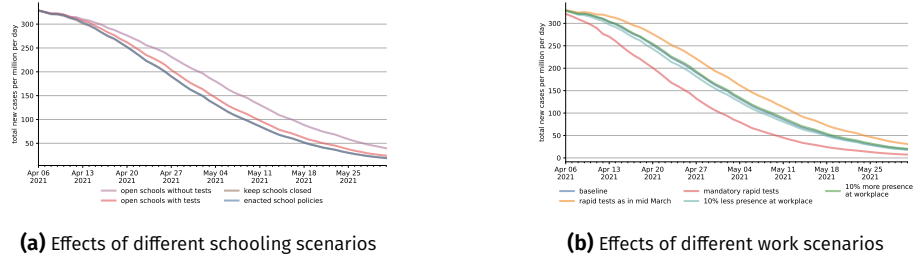 total new cases per million per day
300
250
200
150
100
50
Apr 06
2021
Apr 13
2021
Apr 20
2021
Apr 27
2021
May 04
2021
May 11
2021
May 18
2021
May 25
2021
open schools without tests
open schools with tests
keep schools closed
enacted school policies
(a) Effects of different schooling scenarios
total new cases per million per day
300
250
200
150
100
50
0
Apr 06
2021
Apr 13
2021
Apr 20
2021
Apr 27
2021
May 04
2021
May 11
2021
May 18
2021
May 25
2021
baseline
rapid tests as in mid March
mandatory rapid tests
10% less presence at workplace
10% more presence
at workplace
(b) Effects of different work scenarios